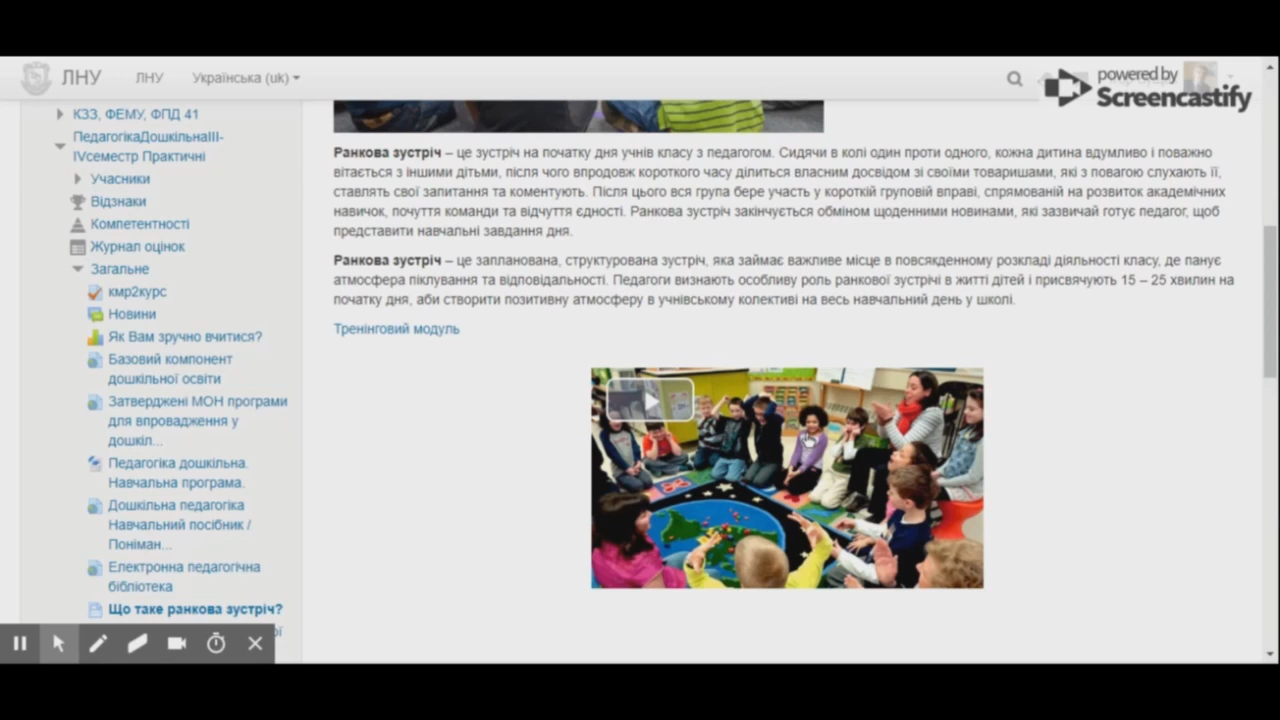 ЛНУ
ЛНУ
Українська (uk)
powered by
Screencastify
КЗЗ, ФЕМУ, ФПД 41
ПедагогікаДошкільнаІІІ-
ІVсеместр Практичні
Учасники
Відзнаки
Компетентності
Журнал оцінок
Загальне
кмр2курс
Новини
Як Вам зручно вчитися?
Базовий компонент
дошкільної освіти
Затверджені МОН програми
для впровадження у
дошкіл...
Педагогіка дошкільна.
Навчальна програма.
Дошкільна педагогіка
Навчальний посібник /
Поніман...
Електронна педагогічна
бібліотека
Що таке ранкова зустріч?
Ранкова зустріч – це зустріч на початку дня учнів класу з педагогом. Сидячи в колі один проти одного, кожна дитина вдумливо і поважно
вітається з іншими дітьми, після чого впродовж короткого часу ділиться власним досвідом зі своїми товаришами, які з повагою слухають її,
ставлять свої запитання та коментують. Після цього вся група бере участь у короткій груповій вправі, спрямованій на розвиток академічних
навичок, почуття команди та відчуття єдності. Ранкова зустріч закінчується обміном щоденними новинами, які зазвичай готує педагог, щоб
представити навчальні завдання дня.
Ранкова зустріч – це запланована, структурована зустріч, яка займає важливе місце в повсякденному розкладі діяльності класу, де панує
атмосфера піклування та відповідальності. Педагоги визнають особливу роль ранкової зустрічі в житті дітей і присвячують 15 – 25 хвилин на
початку дня, аби створити позитивну атмосферу в учнівському колективі на весь навчальний день у школі.
Тренінговий модуль